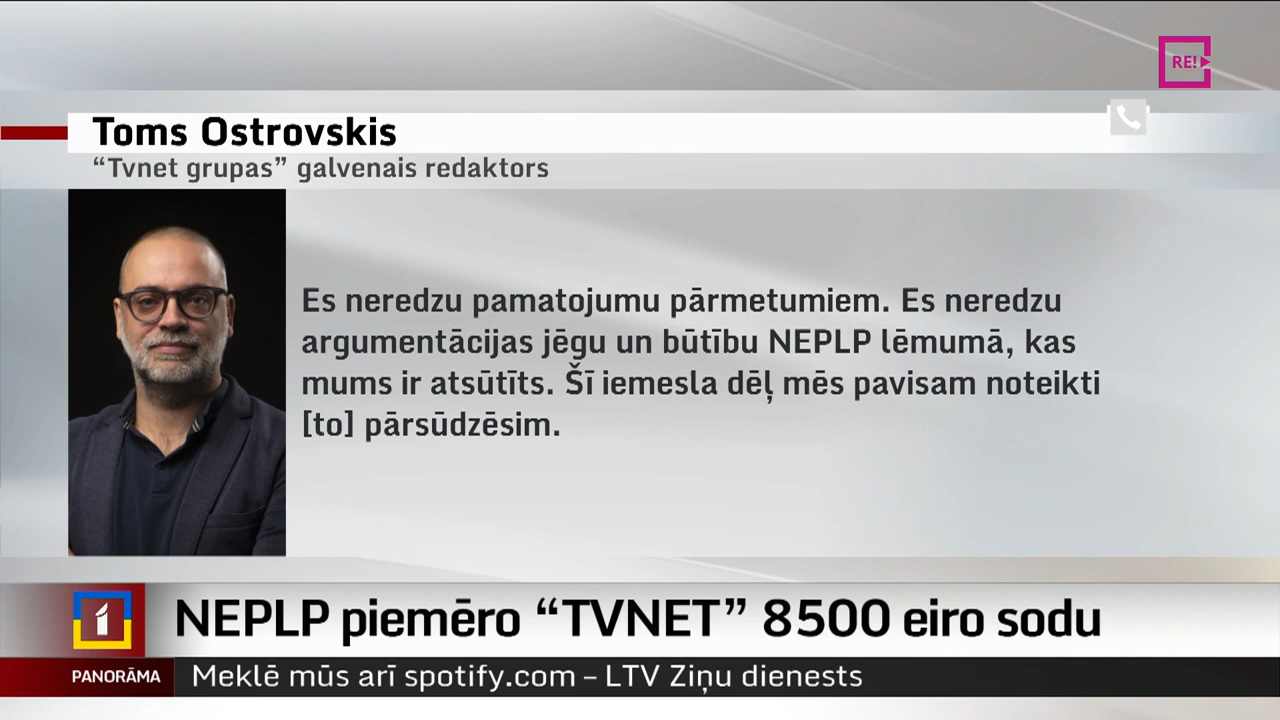 RE!
Toms Ostrovskis
“Tvnet grupas” galvenais redaktors
Es neredzu pamatojumu pārmetumiem. Es neredzu
argumentācijas jēgu un būtību NEPLP lēmumā, kas
mums ir atsūtīts. Šī iemesla dēļ mēs pavisam noteikti
[to] pārsūdzēsim.
1
NEPLP piemēro “TVNET” 8500 eiro sodu
PANORĀMA
Meklē mūs arī spotify.com – LTV Ziņu dienests